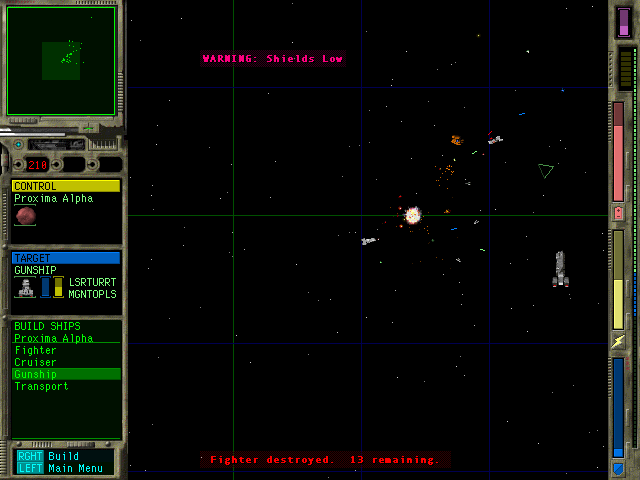 WARNING: Shields Low
210
CONTROL
Proxima Alpha
TARGET
GUNSHIP
LSRTURRT
MGNTOPLS
BUILD SHIPS
Proxima Alpha
Fighter
Cruiser
Gunship
Transport
RGHT Build
LEFT Main Menu
Fighter destroyed. 13 remaining.